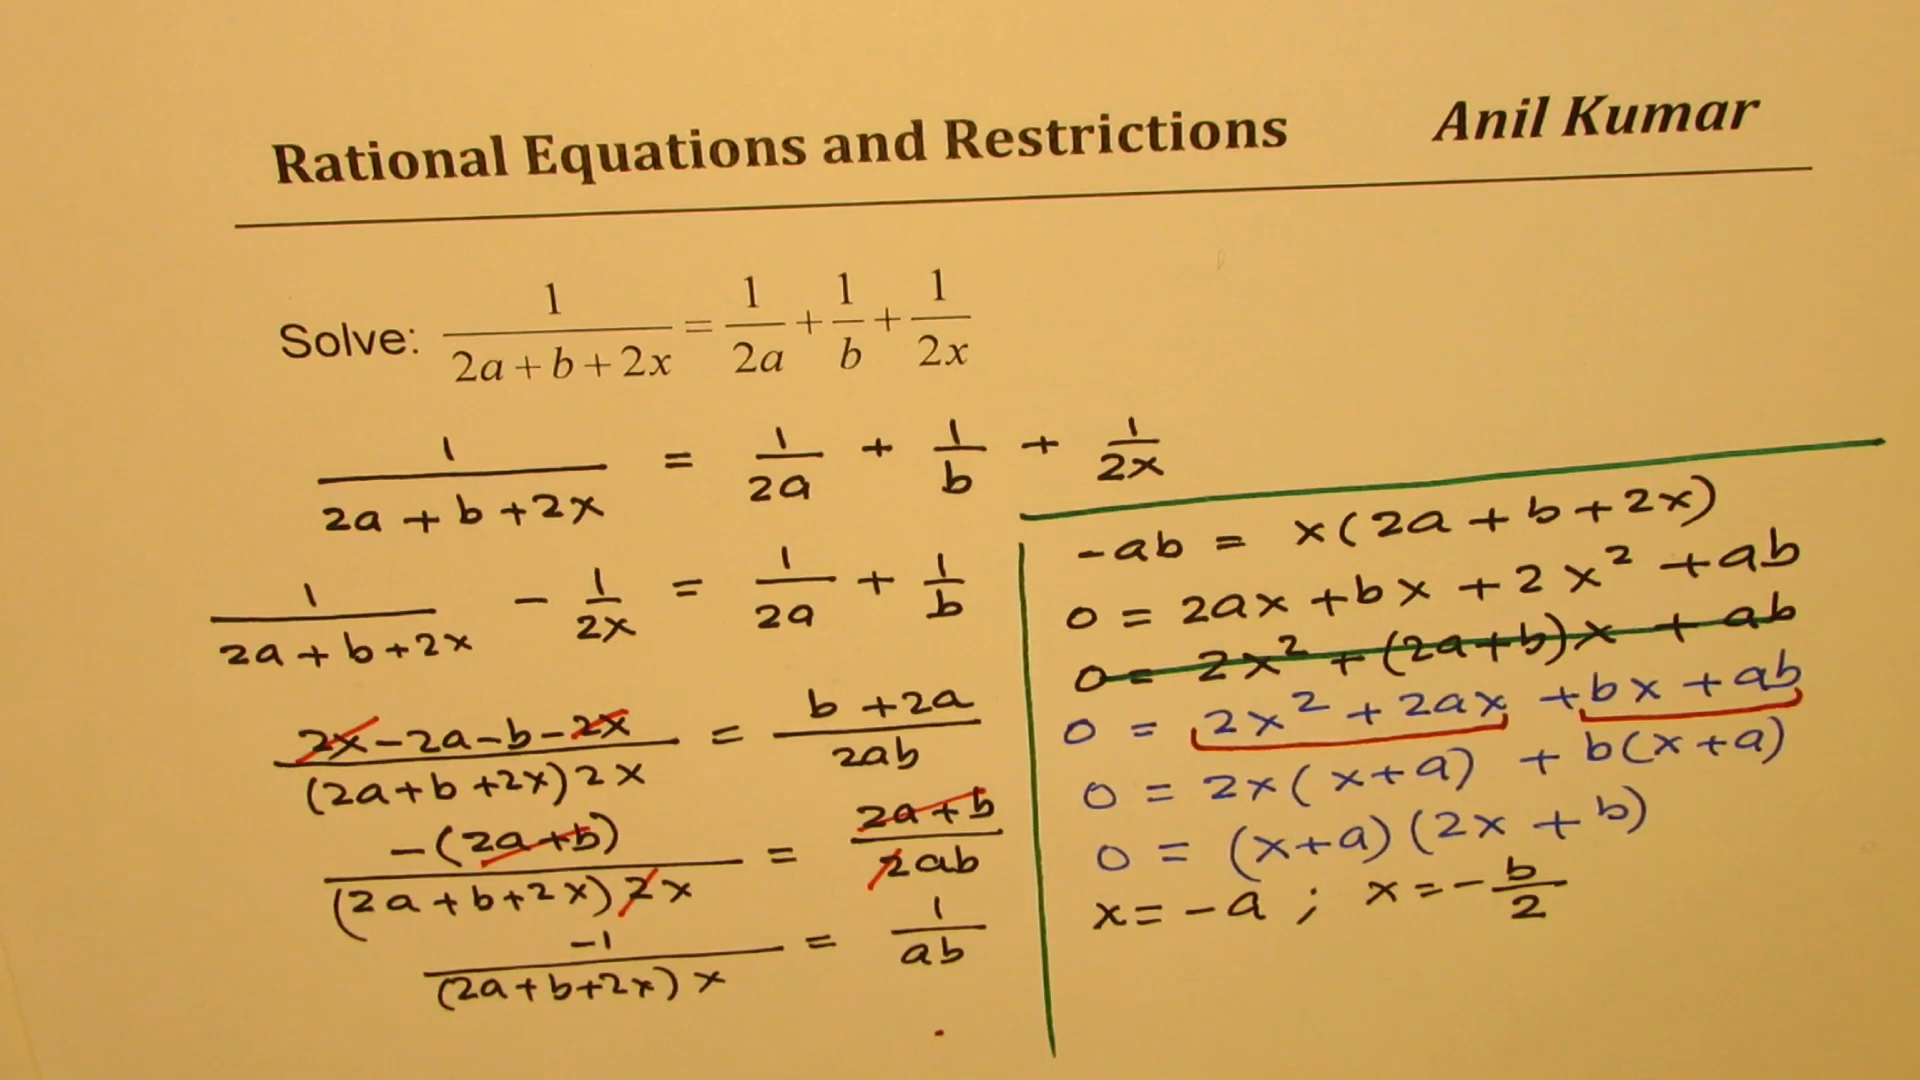 Rational Equations and Restrictions Anil Kumar
Solve: 1/(2a+b+2x) = 1/2a + 1/b + 1/2x
1/(2a+b+2x) = 1/2a + 1/b + 1/2x
1/(2a+b+2x) - 1/2x = 1/2a + 1/b
(2x-2a-b-2x)/((2a+b+2x)2x) = (b+2a)/2ab
-(2a+b)/((2a+b+2x)2x) = (2a+b)/2ab
-1/((2a+b+2x)x) = 1/ab
-ab = x(2a+b+2x)
0 = 2ax+bx+2x²+ab
0 = 2x²+(2a+b)x+ab
0 = 2x²+2ax+bx+ab
0 = 2x(x+a)+b(x+a)
0 = (x+a)(2x+b)
x=-a ; x=-b/2